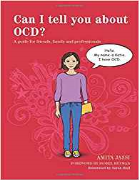 Can I tell you about
OCD?
A guide for friends, family and professionals
Hello.
My name is Katie.
I have OCD.
AMITA JASSI